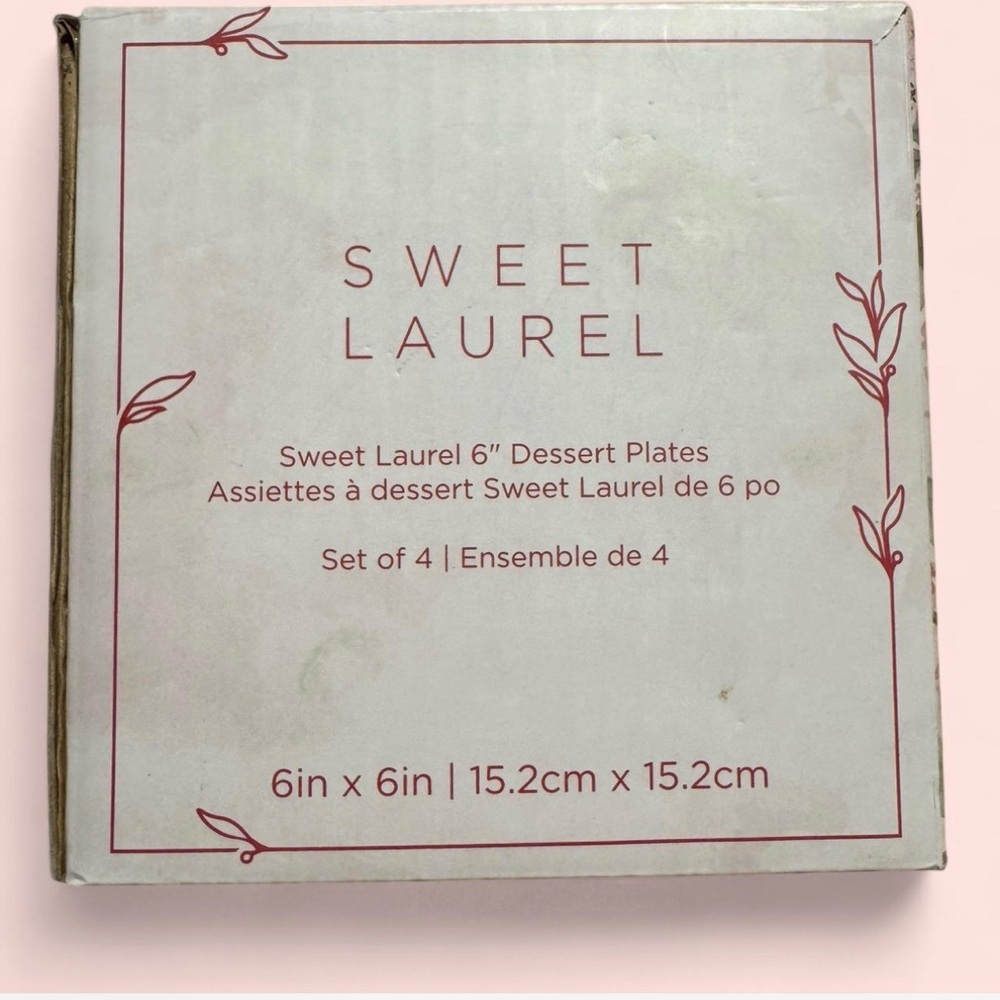 SWEET
LAUREL
Sweet Laurel 6" Dessert Plates
Assiettes à dessert Sweet Laurel de 6 po
Set of 4 | Ensemble de 4
6in x 6in | 15.2cm x 15.2cm